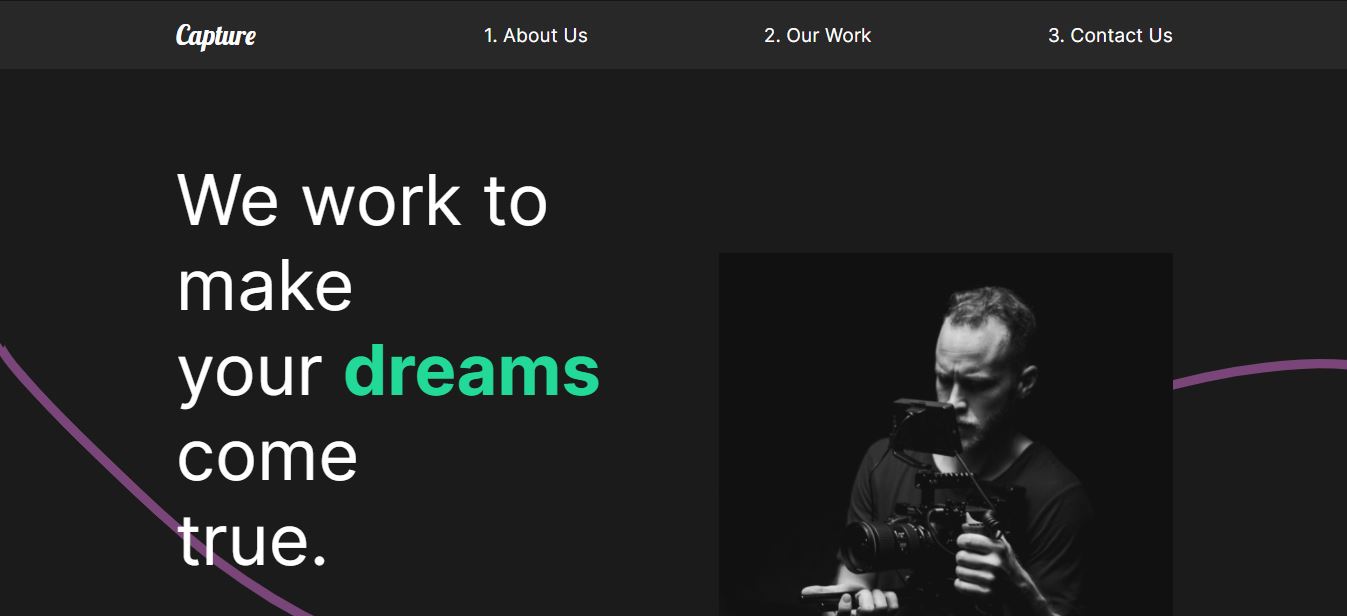 Capture
1. About Us
2. Our Work
3. Contact Us
We work to
make
your dreams
come
true.